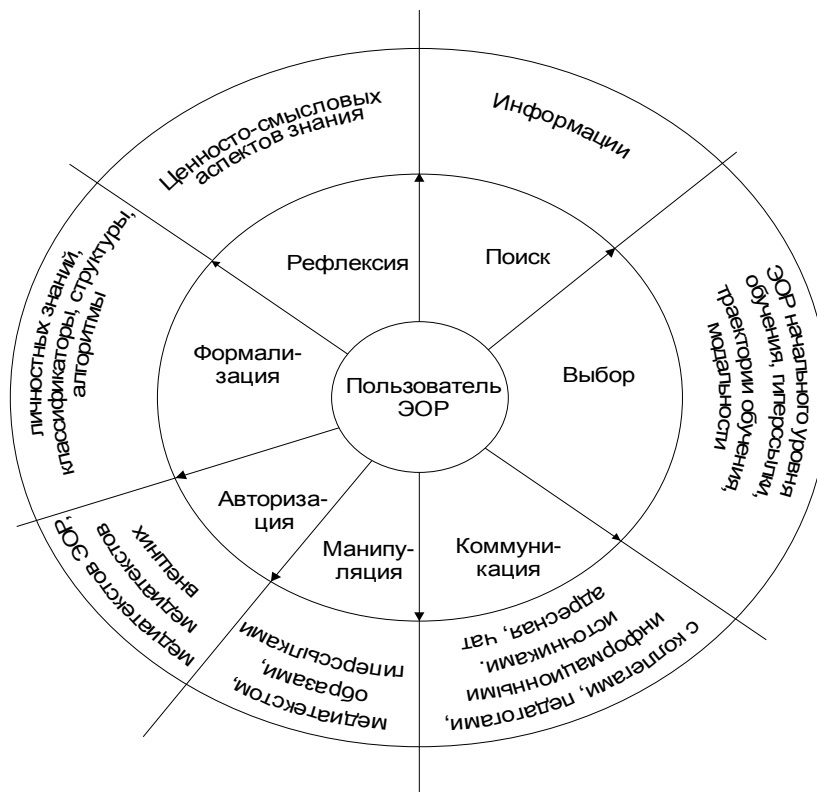 Пользователь
ЭОР
Поиск
Информации
Выбор
ЭОР начального уровня
обучения, гиперссылки,
траектории обучения,
модальности
Коммуни-
кация
с коллегами, педагогами,
информационными
источниками.
адресная, чат
Манипу-
ляция
медиатекстом,
образами,
гиперссылками
Авториза-
ция
медиатекстов ЭОР,
медиатекстов
внешних
Формали-
зация
личностных знаний,
классификаторы, структуры,
алгоритмы
Рефлексия
Ценносто-смысловых
аспектов знания